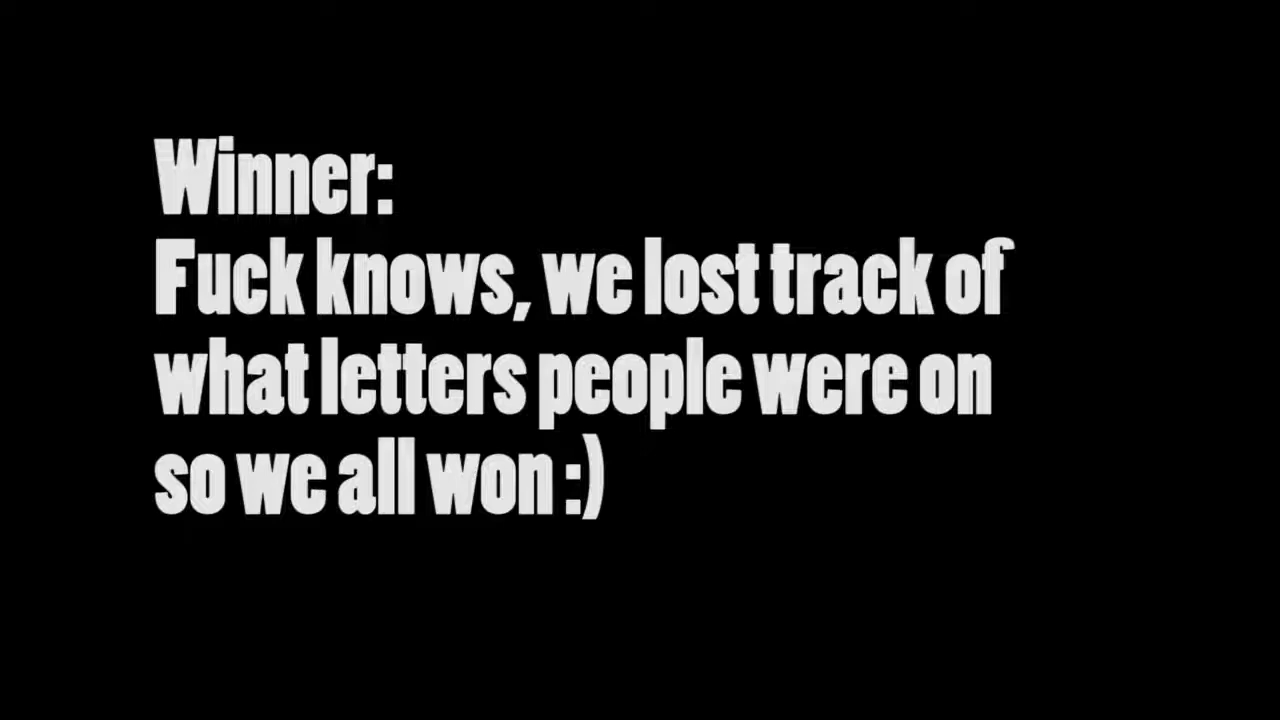 Winner:
Fuck knows, we lost track of
what letters people were on
so we all won :)